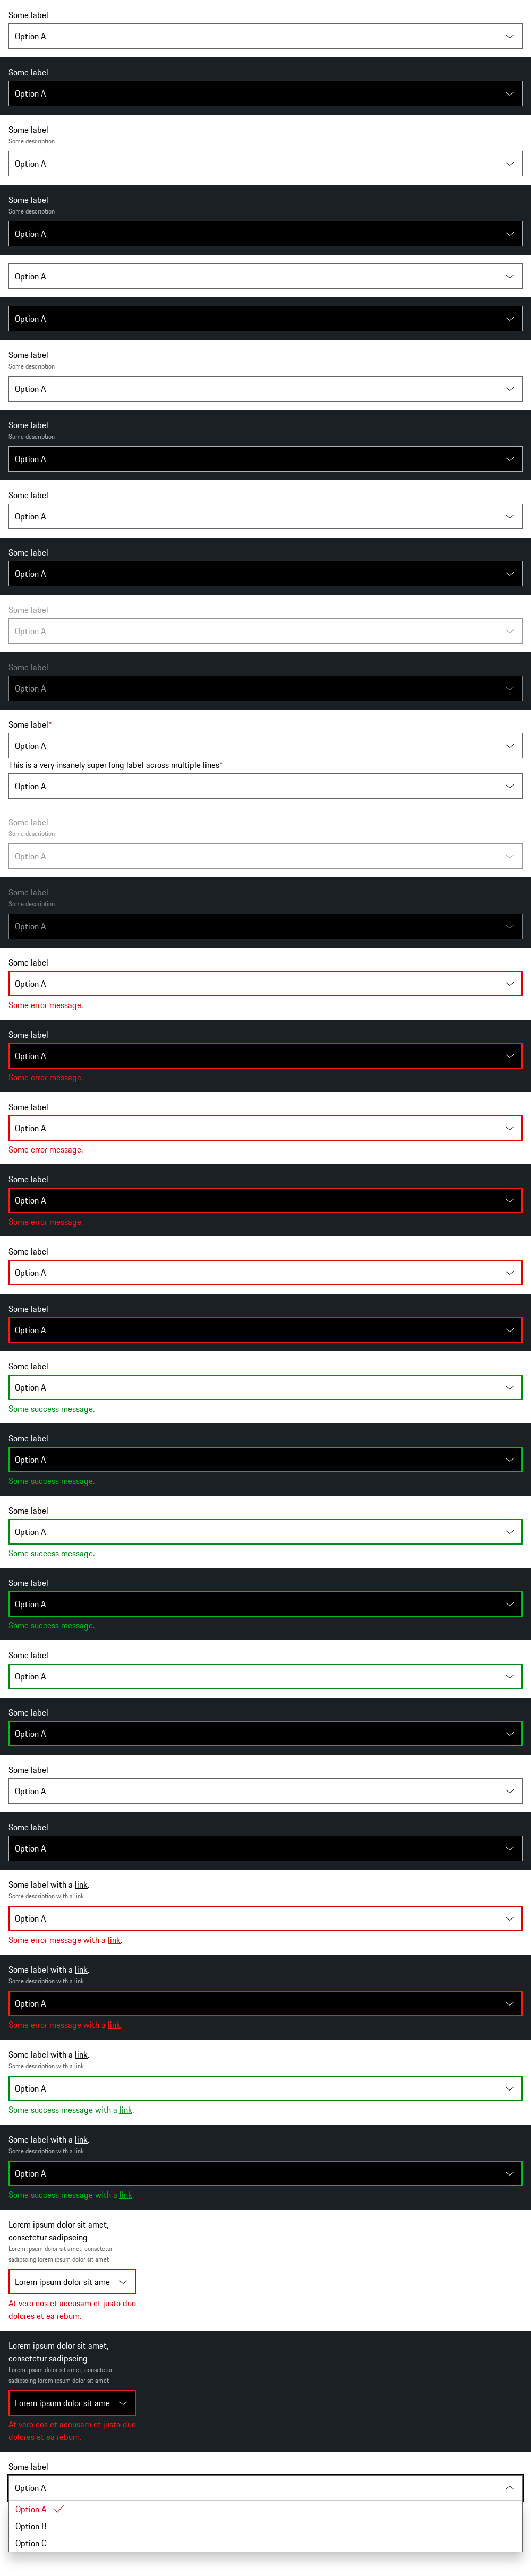 Some label
Option A
Some label
Option A
Some label
Some description
Option A
Some label
Some description
Option A
Option A
Option A
Some label
Some description
Option A
Some label
Some description
Option A
Some label
Option A
Some label
Option A
Some label
Option A
Some label
Option A
Some label*
Option A
This is a very insanely super long label across multiple lines*
Option A
Some label
Some description
Option A
Some label
Some description
Option A
Some label
Option A
Some error message.
Some label
Option A
Some error message.
Some label
Option A
Some error message.
Some label
Option A
Some error message.
Some label
Option A
Some label
Option A
Some label
Option A
Some success message.
Some label
Option A
Some success message.
Some label
Option A
Some success message.
Some label
Option A
Some success message.
Some label
Option A
Some label
Option A
Some label
Option A
Some label
Option A
Some label with a link.
Some description with a link.
Option A
Some error message with a link.
Some label with a link.
Some description with a link.
Option A
Some error message with a link.
Some label with a link.
Some description with a link.
Option A
Some success message with a link.
Some label with a link.
Some description with a link.
Option A
Some success message with a link.
Lorem ipsum dolor sit amet,
consetetur sadipscing
Lorem ipsum dolor sit amet, consetetur
sadipscing lorem ipsum dolor sit amet
Lorem ipsum dolor sit ame
At vero eos et accusam et justo duo
dolores et ea rebum.
Lorem ipsum dolor sit amet,
consetetur sadipscing
Lorem ipsum dolor sit amet, consetetur
sadipscing lorem ipsum dolor sit amet
Lorem ipsum dolor sit ame
At vero eos et accusam et justo duo
dolores et ea rebum.
Some label
Option A
Option A
Option B
Option C